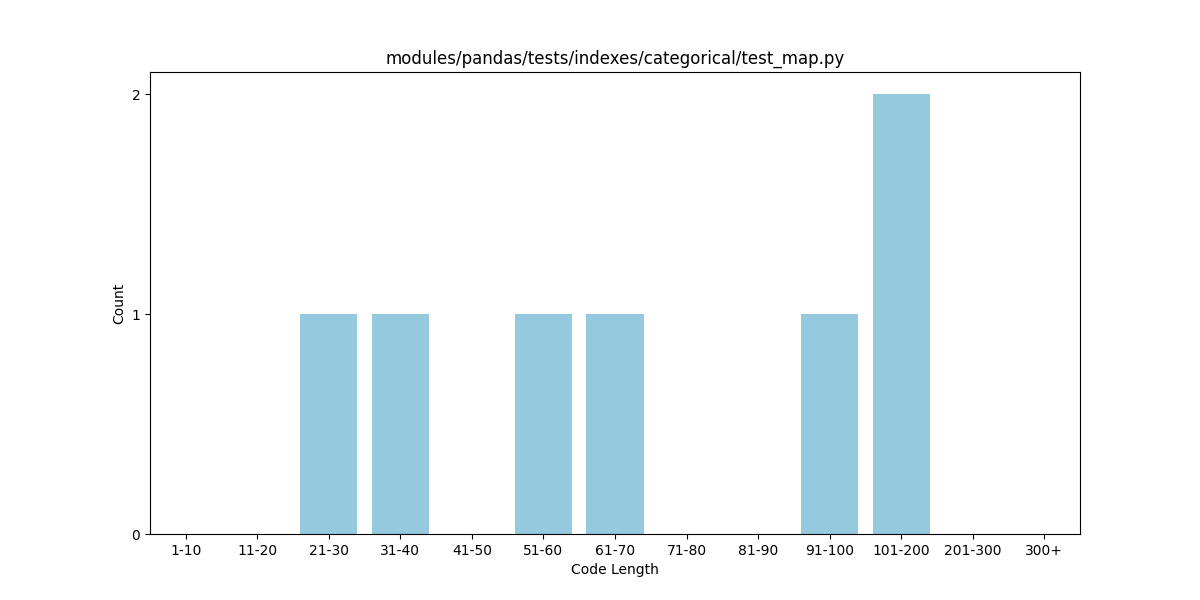 modules/pandas/tests/indexes/categorical/test_map.py
Count
2
1
0
1-10 11-20 21-30 31-40 41-50 51-60 61-70 71-80 81-90 91-100 101-200 201-300 300+
Code Length